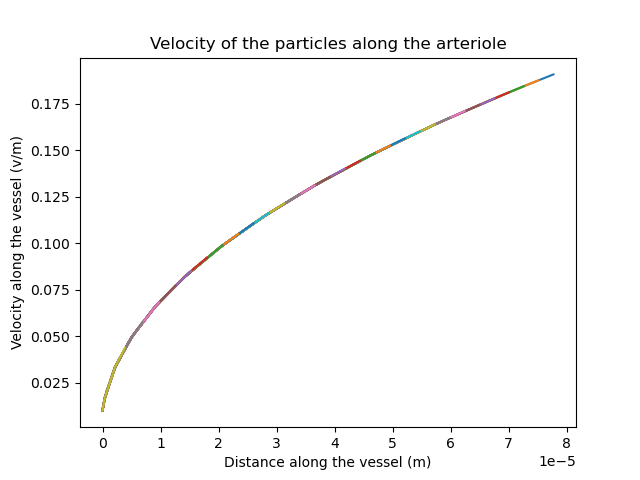 Velocity of the particles along the arteriole
Velocity along the vessel (v/m)
0.175
0.150
0.125
0.100
0.075
0.050
0.025
0 1 2 3 4 5 6 7 8
1e−5
Distance along the vessel (m)